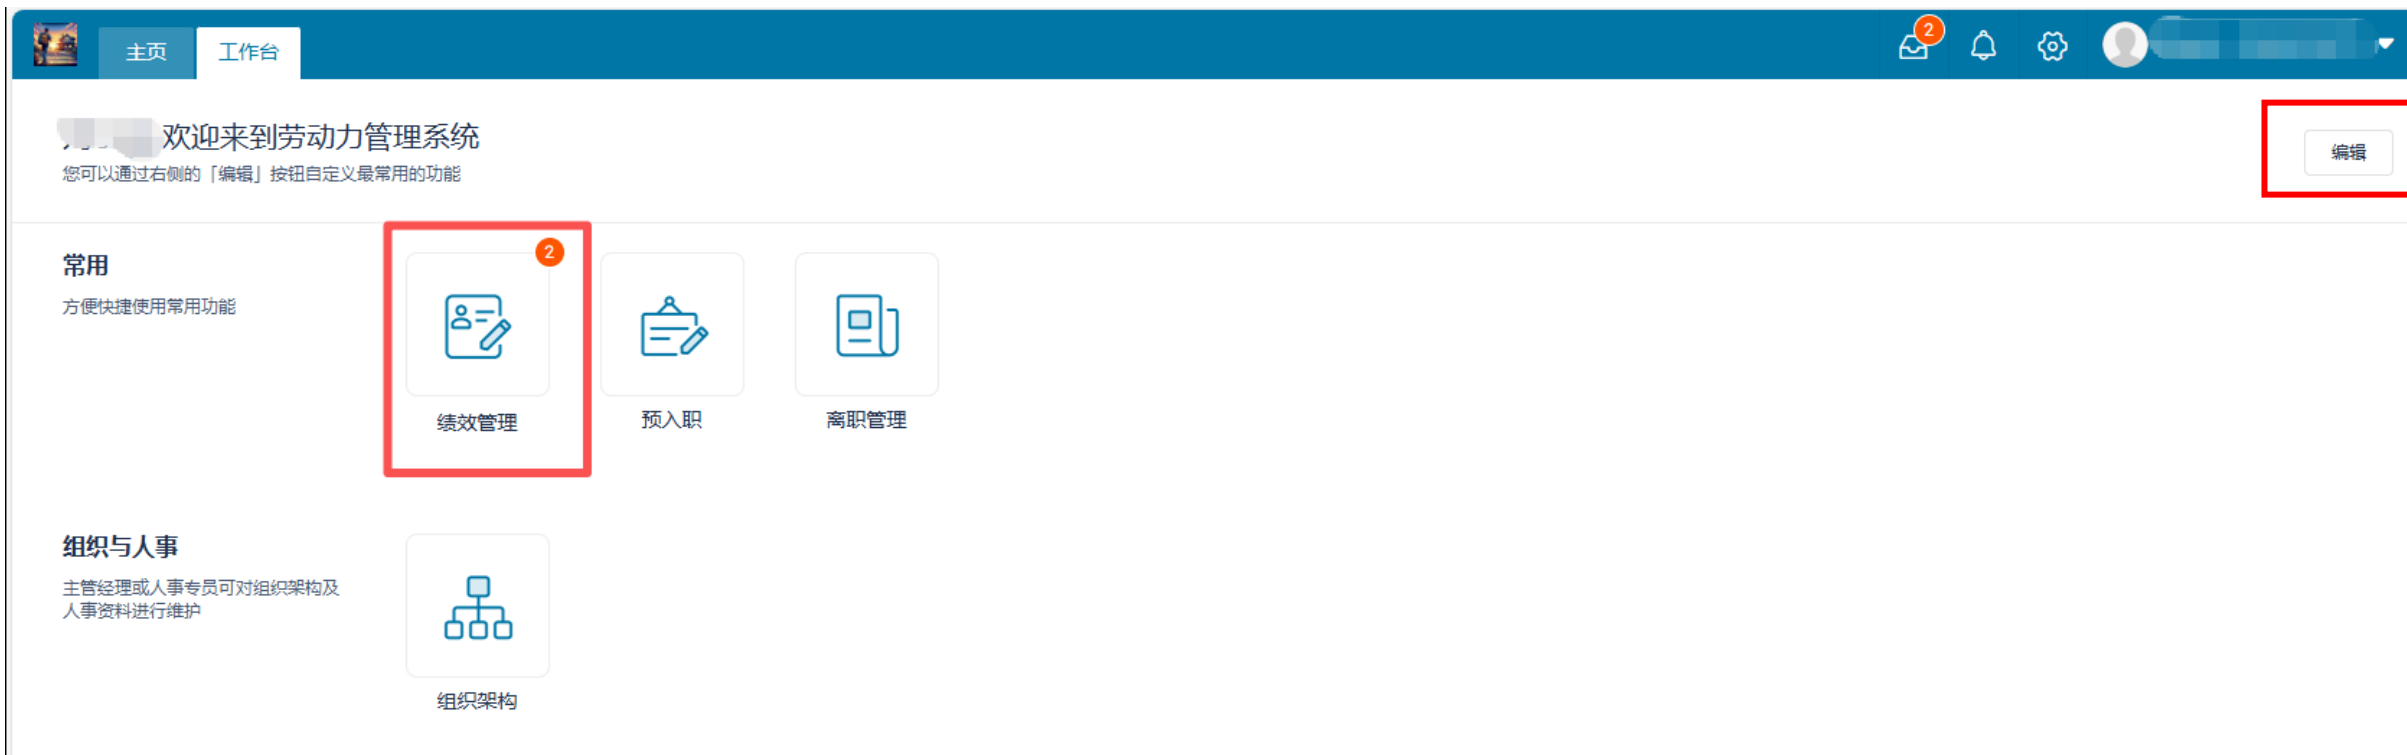 主页
工作台
2
欢迎来到劳动力管理系统
您可以通过右侧的「编辑」按钮自定义最常用的功能
编辑
常用
方便快捷使用常用功能
2
绩效管理
预入职
离职管理
组织与人事
主管经理或人事专员可对组织架构及
人事资料进行维护
组织架构